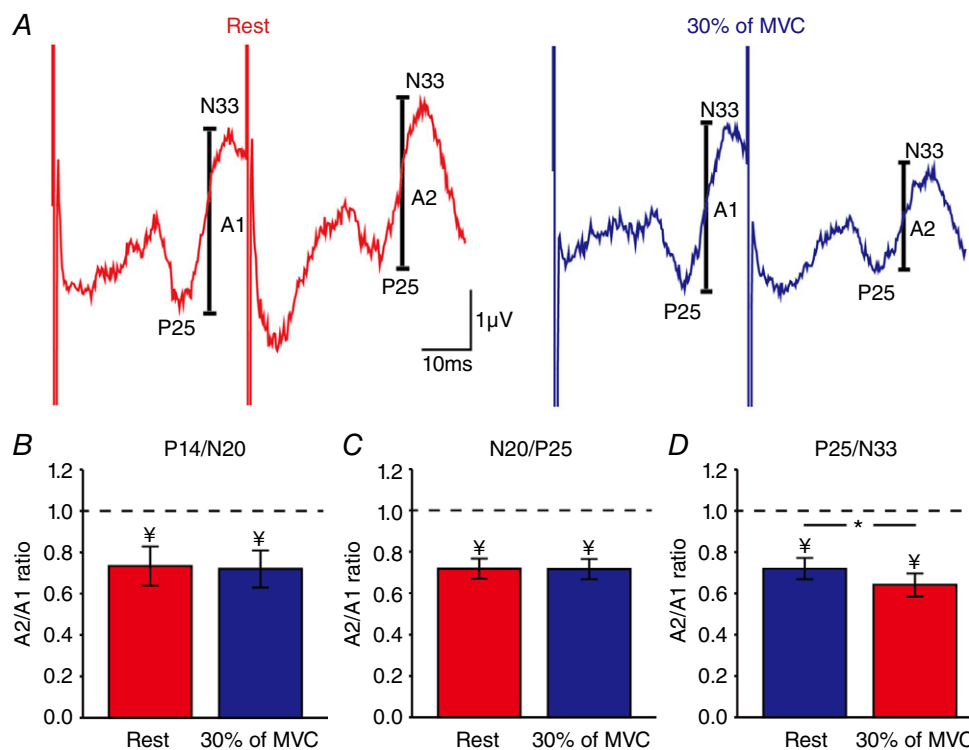 A
Rest
30% of MVC
N33
A1
P25
N33
A2
P25
1µV
10ms
N33
A1
P25
N33
A2
P25
B
P14/N20
A2/A1 ratio
1.2
1.0
0.8
0.6
0.4
0.2
0.0
¥
¥
Rest
30% of MVC
C
N20/P25
1.2
1.0
0.8
0.6
0.4
0.2
0.0
¥
¥
Rest
30% of MVC
D
P25/N33
A2/A1 ratio
1.2
1.0
0.8
0.6
0.4
0.2
0.0
*
¥
¥
Rest
30% of MVC